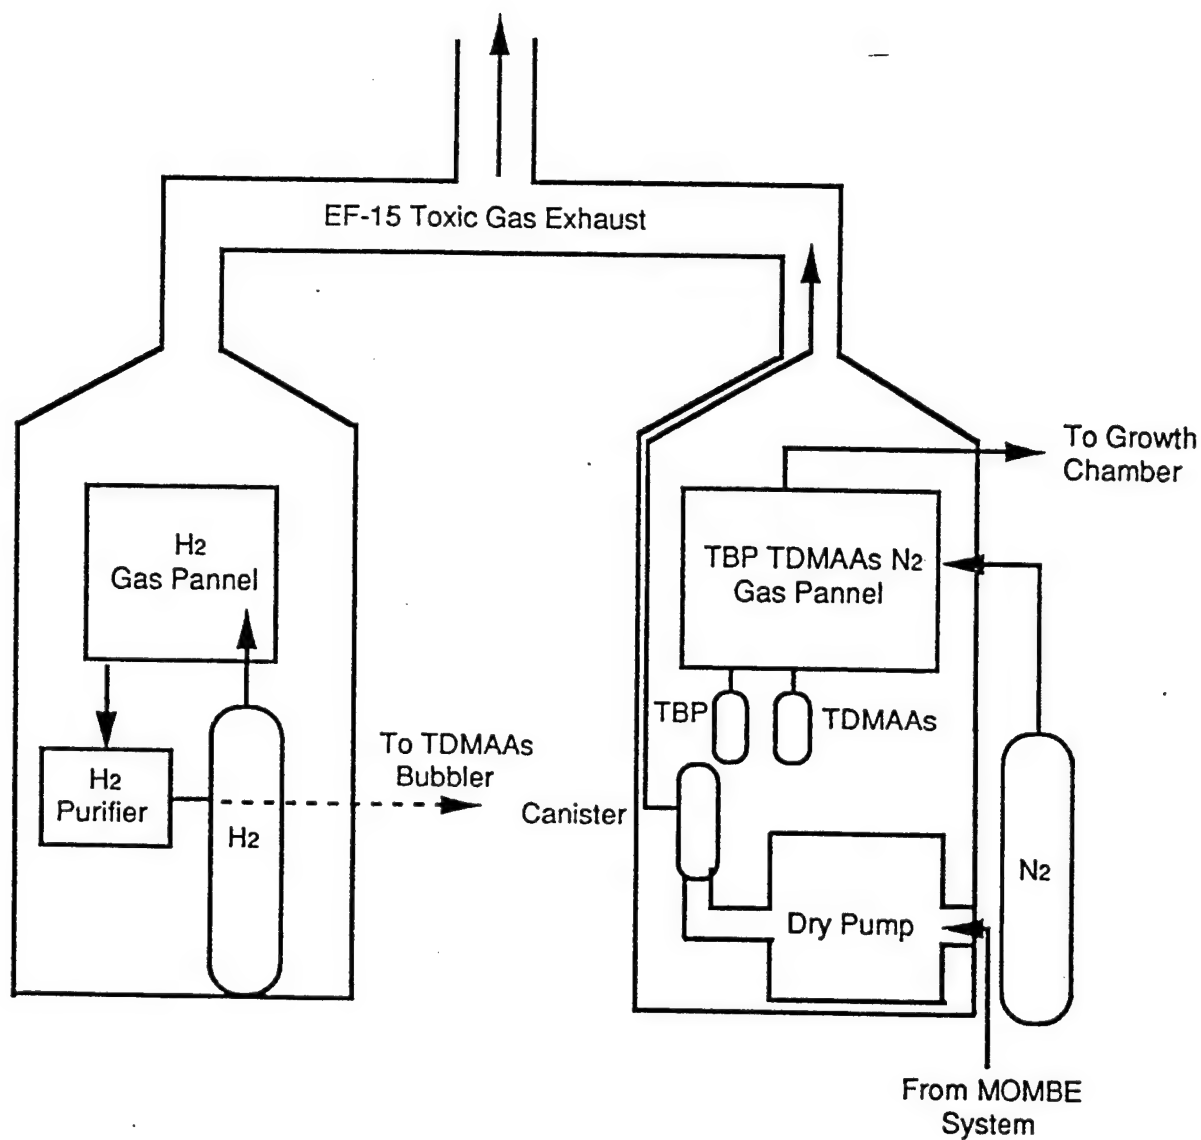 EF-15 Toxic Gas Exhaust
To Growth
Chamber
H2
Gas Pannel
TBP TDMAAs N2
Gas Pannel
TBP
TDMAAs
To TDMAAs
Bubbler
H2
Purifier
H2
Canister
N2
Dry Pump
From MOMBE
System